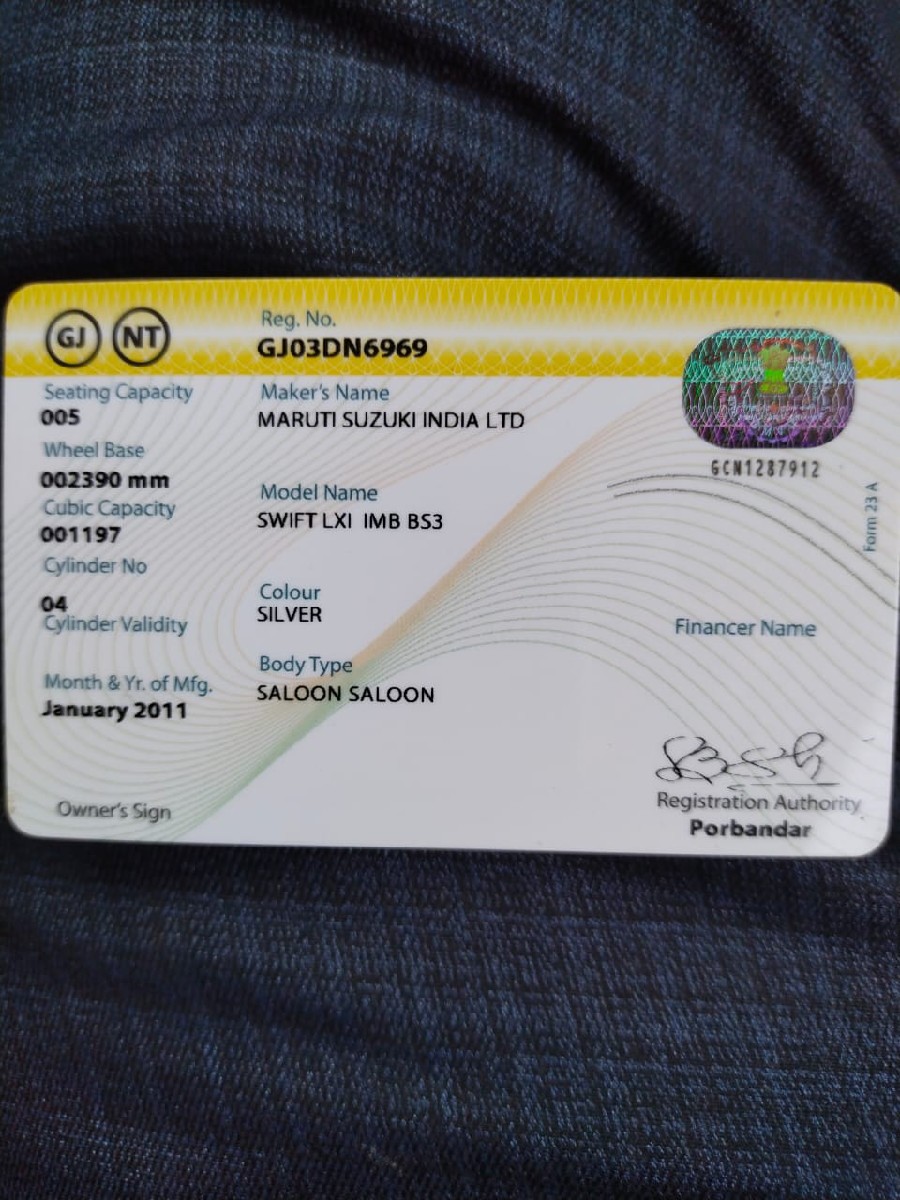 GJ NT
Reg. No.
GJ03DN6969
Seating Capacity
005
Wheel Base
002390 mm
Cubic Capacity
001197
Cylinder No
04
Cylinder Validity
Month & Yr. of Mfg.
January 2011
Owner's Sign
Maker's Name
MARUTI SUZUKI INDIA LTD
Model Name
SWIFT LXI IMB BS3
Colour
SILVER
Body Type
SALOON SALOON
GCN1287912
Form 23 A
Financer Name
Registration Authority
Porbandar